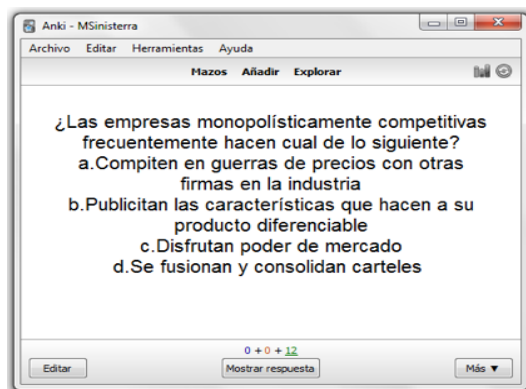 Anki - MSinisterra
Archivo Editar Herramientas Ayuda
Mazos Añadir Explorar
¿Las empresas monopolísticamente competitivas
frecuentemente hacen cual de lo siguiente?
a.Compiten en guerras de precios con otras
firmas en la industria
b.Publicitan las características que hacen a su
producto diferenciable
c.Disfrutan poder de mercado
d.Se fusionan y consolidan carteles
0 + 0 + 12
Editar Mostrar respuesta Más ▼